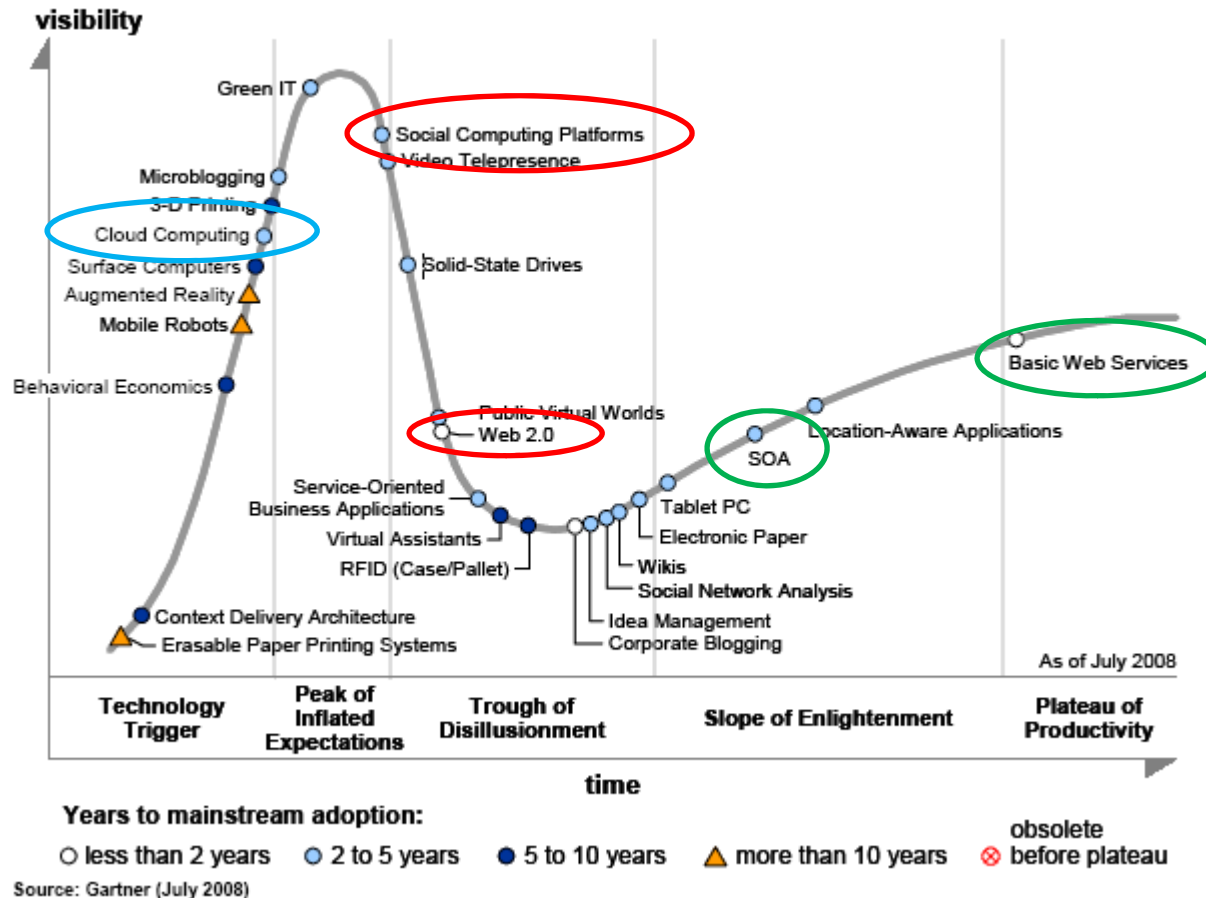 visibility
Green IT
Social Computing Platforms
Video Telepresence
Microblogging
3-D Printing
Cloud Computing
Surface Computers
Solid-State Drives
Augmented Reality
Mobile Robots
Basic Web Services
Behavioral Economics
Public Virtual Worlds
Web 2.0
Location-Aware Applications
SOA
Service-Oriented
Business Applications
Tablet PC
Virtual Assistants
Electronic Paper
RFID (Case/Pallet)
Wikis
Social Network Analysis
Context Delivery Architecture
Idea Management
Erasable Paper Printing Systems
Corporate Blogging
As of July 2008
Technology
Trigger
Peak of
Inflated
Expectations
Trough of
Disillusionment
Slope of Enlightenment
Plateau of
Productivity
time
Years to mainstream adoption:
less than 2 years
2 to 5 years
5 to 10 years
more than 10 years
obsolete
before plateau
Source: Gartner (July 2008)